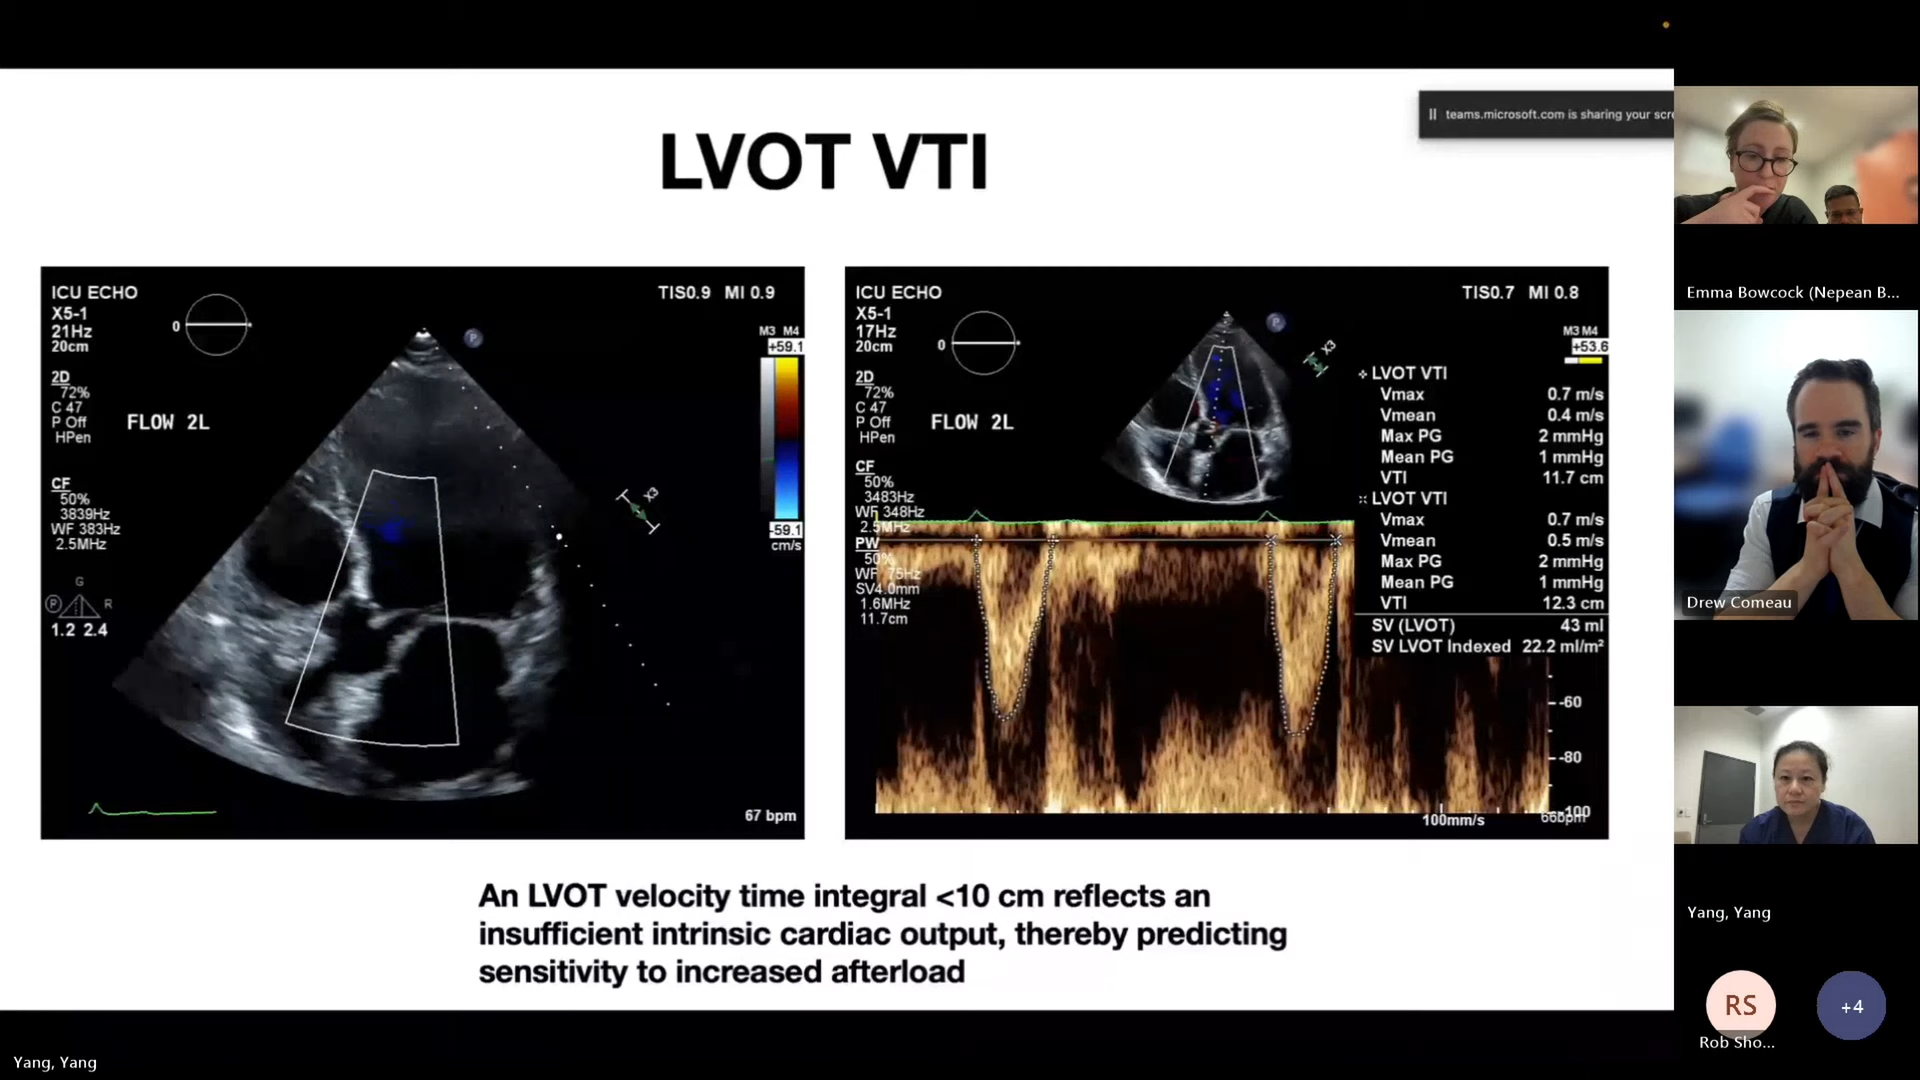 LVOT VTI
teams.microsoft.com is sharing your scre
ICU ECHO
X5-1
21Hz
20cm
2D
72%
C 47
P Off
HPen
CF
50%
3839Hz
WF 383Hz
2.5MHz
0
P
FLOW 2L
TIS0.9 MI 0.9
M3 M4
+59.1
-59.1
cm/s
X3
G
P R
1.2 2.4
67 bpm
ICU ECHO
X5-1
17Hz
20cm
2D
72%
C 47
P Off
HPen
CF
50%
3483Hz
WF 348Hz
2.5MHz
PW
50%
WF 75Hz
SV4.0mm
1.6MHz
11.7cm
0
P
FLOW 2L
X3
TIS0.7 MI 0.8
M3 M4
+53.6
LVOT VTI
Vmax 0.7 m/s
Vmean 0.4 m/s
Max PG 2 mmHg
Mean PG 1 mmHg
VTI 11.7 cm
LVOT VTI
Vmax 0.7 m/s
Vmean 0.5 m/s
Max PG 2 mmHg
Mean PG 1 mmHg
VTI 12.3 cm
SV (LVOT) 43 ml
SV LVOT Indexed 22.2 ml/m²
-60
-80
-100
100mm/s
66bpm
An LVOT velocity time integral <10 cm reflects an
insufficient intrinsic cardiac output, thereby predicting
sensitivity to increased afterload
Emma Bowcock (Nepean B...
Drew Comeau
Yang, Yang
RS
+4
Rob Sho...
Yang, Yang